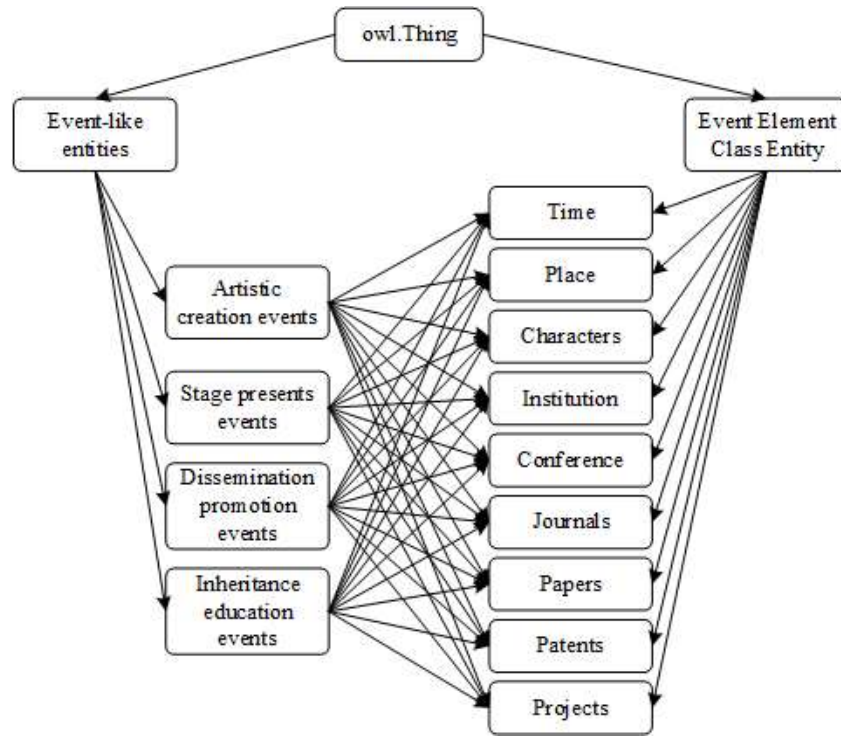 owl.Thing
Event-like
entities
Event Element
Class Entity
Time
Place
Artistic
creation events
Characters
Stage presents
events
Institution
Conference
Dissemination
promotion
events
Journals
Inheritance
education
events
Papers
Patents
Projects